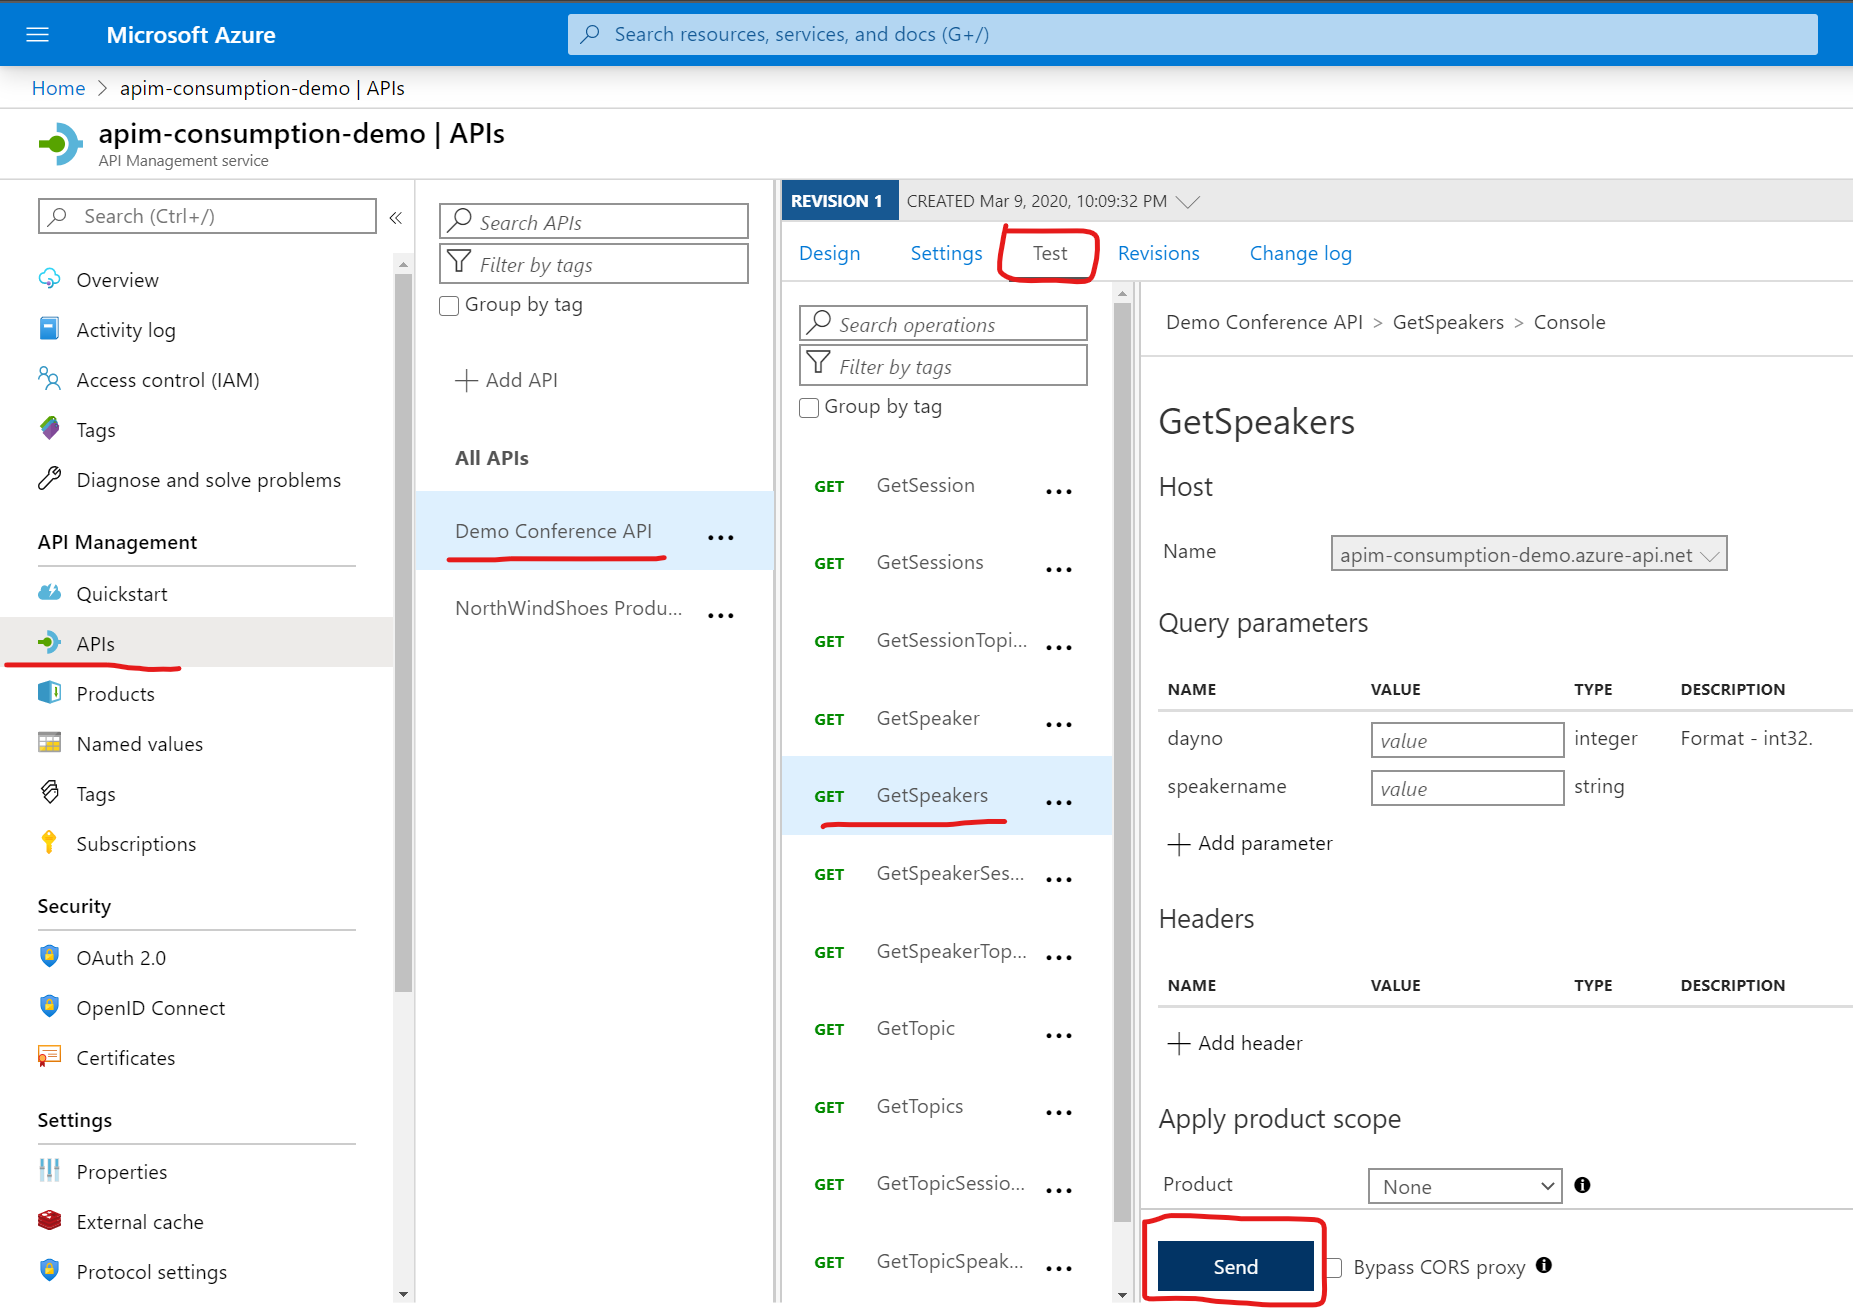 Microsoft Azure
Search resources, services, and docs (G+/)
Home > apim-consumption-demo | APIs
apim-consumption-demo | APIs
API Management service
Search (Ctrl+/)
«
Overview
Activity log
Access control (IAM)
Tags
Diagnose and solve problems
API Management
Quickstart
APIs
Products
Named values
Tags
Subscriptions
Security
OAuth 2.0
OpenID Connect
Certificates
Settings
Properties
External cache
Protocol settings
Search APIs
Filter by tags
Group by tag
Add API
All APIs
Demo Conference API ...
NorthWindShoes Produ... ...
REVISION 1 CREATED Mar 9, 2020, 10:09:32 PM
Design Settings Test Revisions Change log
Search operations
Filter by tags
Group by tag
GET GetSession ...
GET GetSessions ...
GET GetSessionTopi... ...
GET GetSpeaker ...
GET GetSpeakers ...
GET GetSpeakerSes... ...
GET GetSpeakerTop... ...
GET GetTopic ...
GET GetTopics ...
GET GetTopicSessio... ...
GET GetTopicSpeak... ...
Demo Conference API > GetSpeakers > Console
GetSpeakers
Host
Name apim-consumption-demo.azure-api.net
Query parameters
NAME VALUE TYPE DESCRIPTION
dayno value integer Format - int32.
speakername value string
Add parameter
Headers
NAME VALUE TYPE DESCRIPTION
Add header
Apply product scope
Product None
Send Bypass CORS proxy